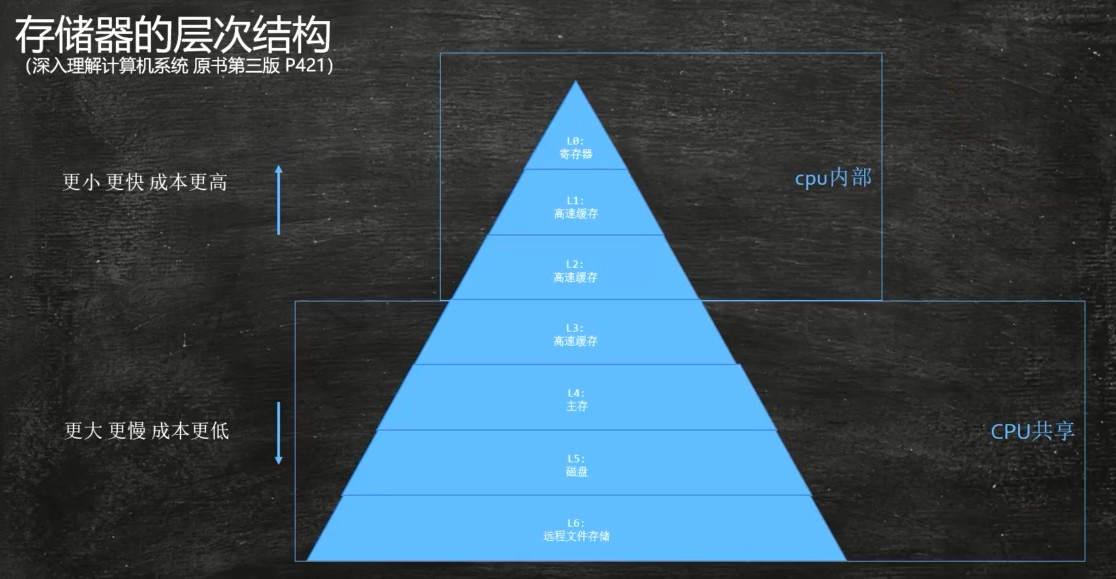 存储器的层次结构
（深入理解计算机系统 原书第三版 P421）
L0:
寄存器
更小 更快 成本更高
cpu内部
L1:
高速缓存
L2:
高速缓存
L3:
高速缓存
L4:
主存
更大 更慢 成本更低
CPU共享
L5:
磁盘
L6:
远程文件存储